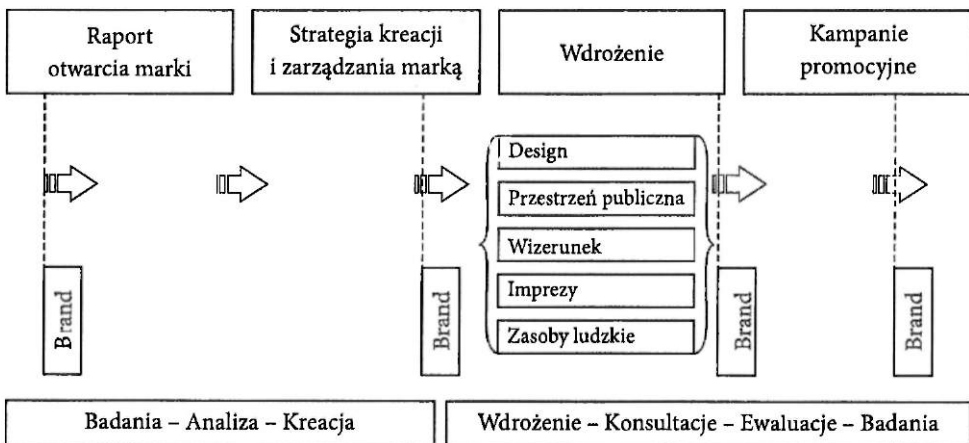 Raport
otwarcia marki
Strategia kreacji
i zarządzania marką
Wdrożenie
Kampanie
promocyjne
Design
Przestrzeń publiczna
Wizerunek
Imprezy
Zasoby ludzkie
Brand
Brand
Brand
Brand
Badania – Analiza – Kreacja
Wdrożenie – Konsultacje – Ewaluacje – Badania